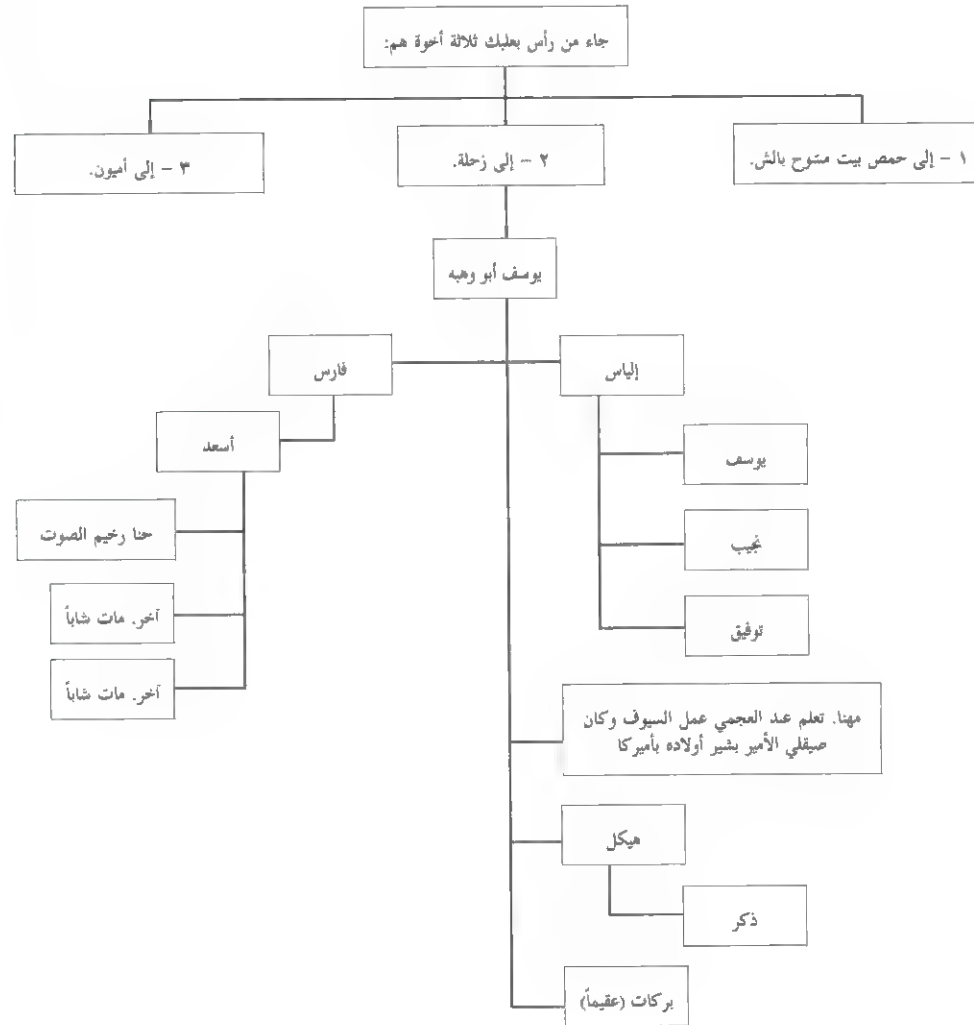 جاء من رأس بعلبك ثلاثة أخوة هم:
١ - إلى حمص بيت مسوح بالش.
٢ - إلى زحلة.
٣ - إلى أميون.
يوسف أبو وهبه
إلياس
فارس
يوسف
أسعد
نجيب
حنا رخيم الصوت
توفيق
آخر. مات شاباً
آخر. مات شاباً
مهنا. تعلم عند العجمي عمل السيوف وكان
صيقلي الأمير بشير أولاده بأميركا
هيكل
ذكر
بركات (عقيماً)